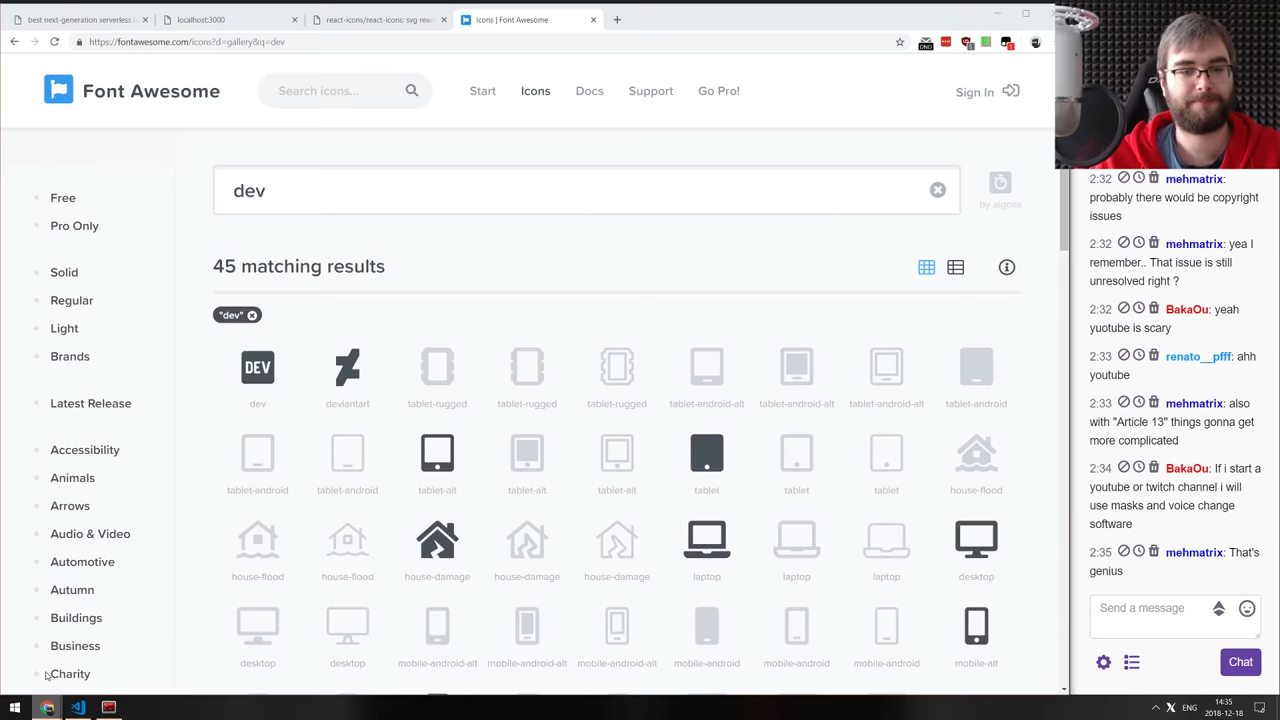 best next-generation serverless
localhost:3000
react-icons/react-icons: svg reac
Icons | Font Awesome
https://fontawesome.com/icons?d=gallery&q=dev
DND
Font Awesome
Search icons...
Start
Icons
Docs
Support
Go Pro!
Sign In
Free
Pro Only
Solid
Regular
Light
Brands
Latest Release
Accessibility
Animals
Arrows
Audio & Video
Automotive
Autumn
Buildings
Business
Charity
dev
by algolia
45 matching results
"dev"
DEV
dev
deviantart
tablet-rugged
tablet-rugged
tablet-rugged
tablet-android-alt
tablet-android-alt
tablet-android-alt
tablet-android
tablet-android
tablet-android
tablet-alt
tablet-alt
tablet-alt
tablet
tablet
tablet
house-flood
house-flood
house-flood
house-damage
house-damage
house-damage
laptop
laptop
laptop
desktop
desktop
desktop
mobile-android-alt
mobile-android-alt
mobile-android-alt
mobile-android
mobile-android
mobile-android
mobile-alt
2:32 mehmatrix:
probably there would be copyright
issues
2:32 mehmatrix: yea I
remember.. That issue is still
unresolved right ?
2:32 BakaOu: yeah
yuotube is scary
2:33 renato__pfff: ahh
youtube
2:33 mehmatrix: also
with "Article 13" things gonna get
more complicated
2:34 BakaOu: If i start a
youtube or twitch channel i will
use masks and voice change
software
2:35 mehmatrix: That's
genius
Send a message
Chat
ENG
14:35
2018-12-18